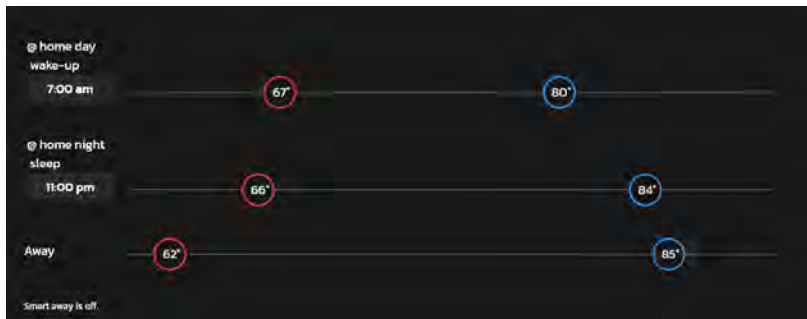 @ home day
wake-up
7:00 am
67°
80°
@ home night
sleep
11:00 pm
66°
84°
Away
62°
85°
Smart away is off.